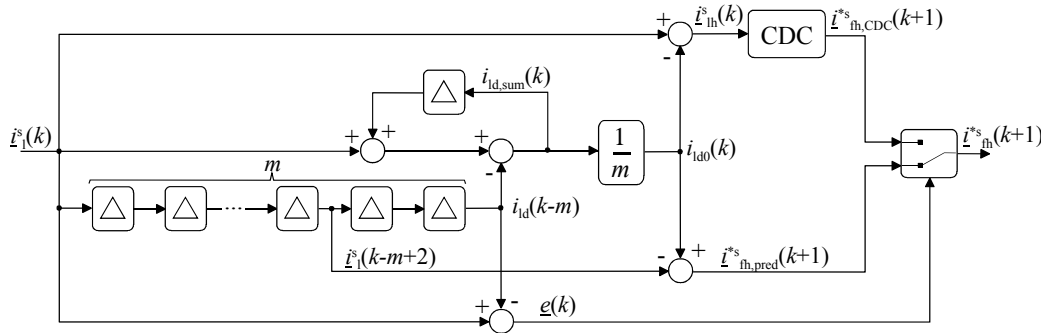 +
i̲ˢ_lh(k)
CDC
i̲*ˢ_fh,CDC(k+1)
-
i_ld,sum(k)
△
i̲ˢ_l(k)
+
+
+
-
1
m
i_ld0(k)
i̲*ˢ_fh(k+1)
m
△ △ ··· △ △ △
i_ld(k-m)
i̲ˢ_l(k-m+2)
-
+
i̲*ˢ_fh,pred(k+1)
+
-
e̲(k)